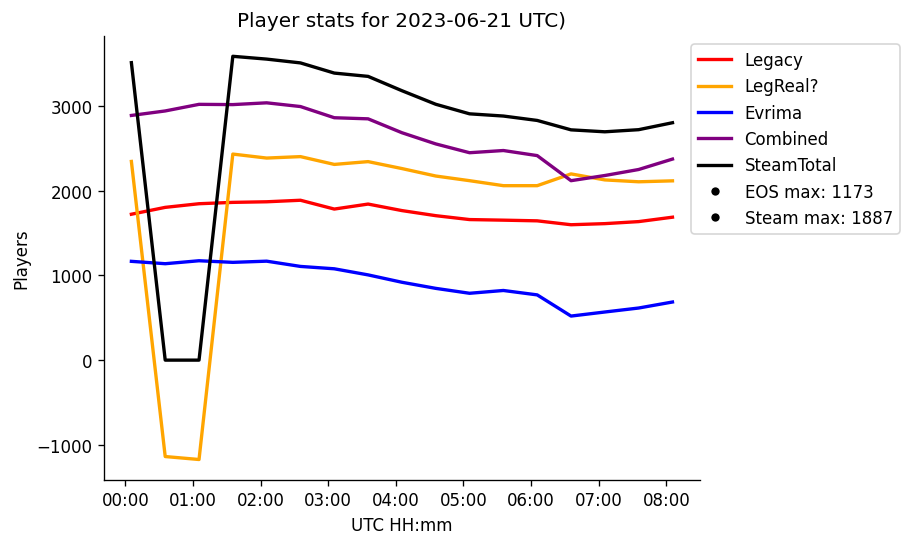 Player stats for 2023-06-21 UTC)
Legacy
LegReal?
Evrima
Combined
SteamTotal
EOS max: 1173
Steam max: 1887
Players
3000
2000
1000
0
−1000
00:00 01:00 02:00 03:00 04:00 05:00 06:00 07:00 08:00
UTC HH:mm